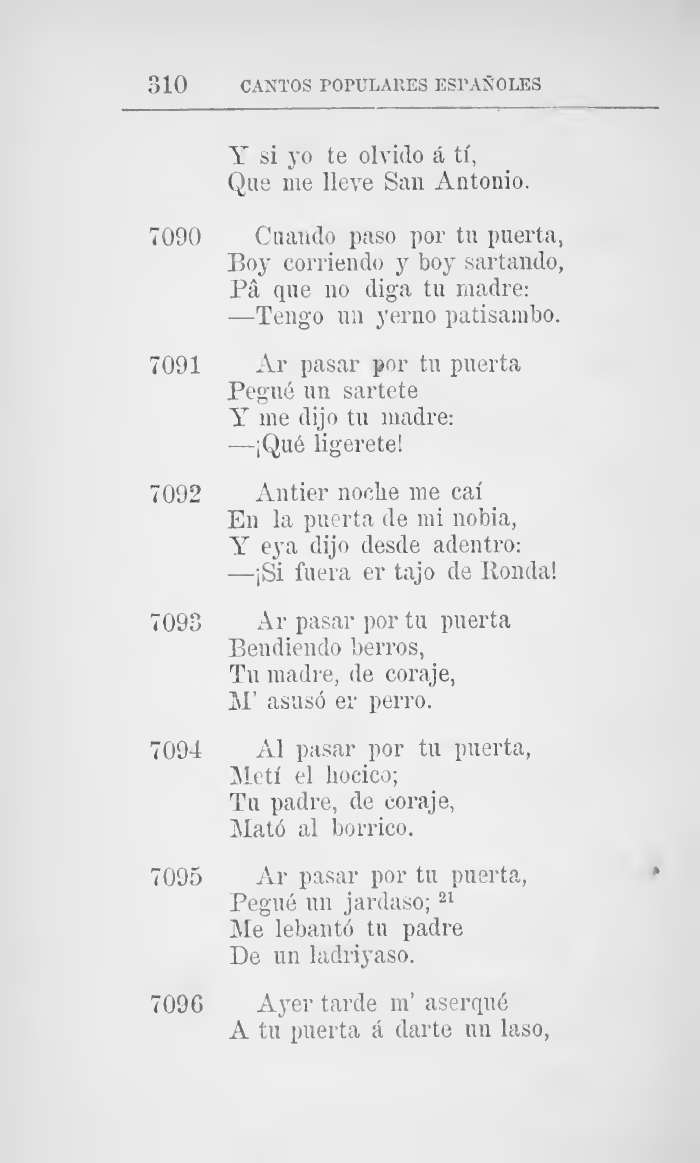 310 CANTOS POPULARES ESPAÑOLES
Y si yo te olvido á tí,
Que me lleve San Antonio.
7090 Cuando paso por tu puerta,
Boy corriendo y boy sartando,
Pâ que no diga tu madre:
—Tengo un yerno patisambo.
7091 Ar pasar por tu puerta
Pegué un sartete
Y me dijo tu madre:
—¡Qué ligerete!
7092 Antier noche me caí
En la puerta de mi nobia,
Y eya dijo desde adentro:
—¡Si fuera er tajo de Ronda!
7093 Ar pasar por tu puerta
Bendiendo berros,
Tu madre, de coraje,
M' asusó er perro.
7094 Al pasar por tu puerta,
Metí el hocico;
Tu padre, de coraje,
Mató al borrico.
7095 Ar pasar por tu puerta,
Pegué un jardaso; 21
Me lebantó tu padre
De un ladriyaso.
7096 Ayer tarde m' aserqué
A tu puerta á darte un laso,